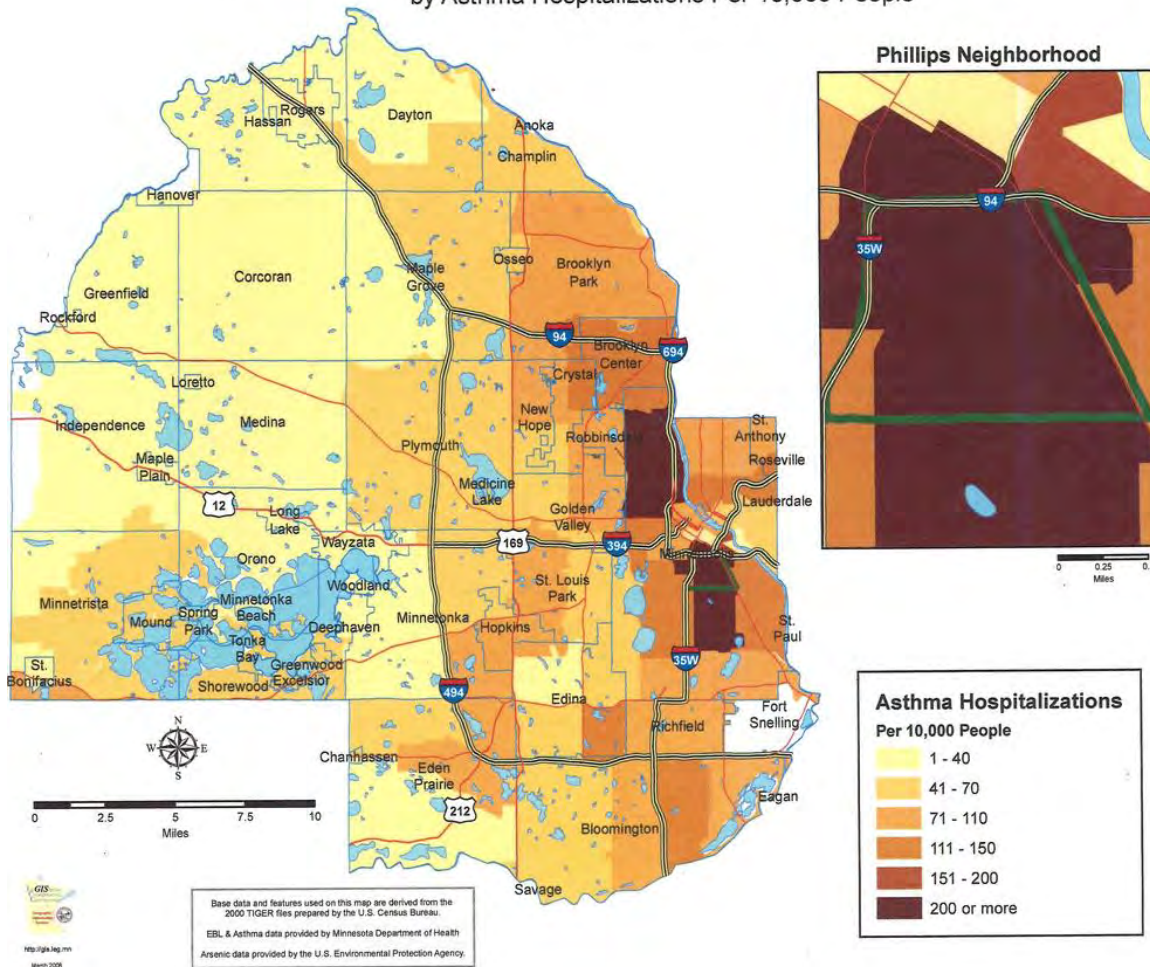 by Asthma Hospitalizations Per 10,000 People
Phillips Neighborhood
94
35W
0 0.25 0.5
Miles
Rogers
Hassan
Dayton
Anoka
Champlin
Hanover
Corcoran
Greenfield
Rockford
Maple
Grove
Osseo
Brooklyn
Park
94
694
Brooklyn
Center
Crystal
Loretto
Independence
Medina
New
Hope
Robbinsdale
Plymouth
Maple
Plain
Medicine
Lake
St.
Anthony
Roseville
Lauderdale
12
Long
Lake
Golden
Valley
Wayzata
169
394
Orono
Woodland
Minnetrista
Minnetonka
Beach
Spring
Park
Mound
Deephaven
Minnetonka
St. Louis
Park
Hopkins
Tonka
Bay
Greenwood
Excelsior
Shorewood
St.
Bonifacius
St.
Paul
35W
494
Edina
Richfield
Fort
Snelling
Chanhassen
Eden
Prairie
212
Bloomington
Eagan
Savage
N
W E
S
0 2.5 5 10
Miles
Asthma Hospitalizations
Per 10,000 People
1 - 40
41 - 70
71 - 110
111 - 150
151 - 200
200 or more
GIS
http://gis.leg.mn
March 2006
Base data and features used on this map are derived from the
2000 TIGER files prepared by the U.S. Census Bureau.
EBL & Asthma data provided by Minnesota Department of Health
Arsenic data provided by the U.S. Environmental Protection Agency.